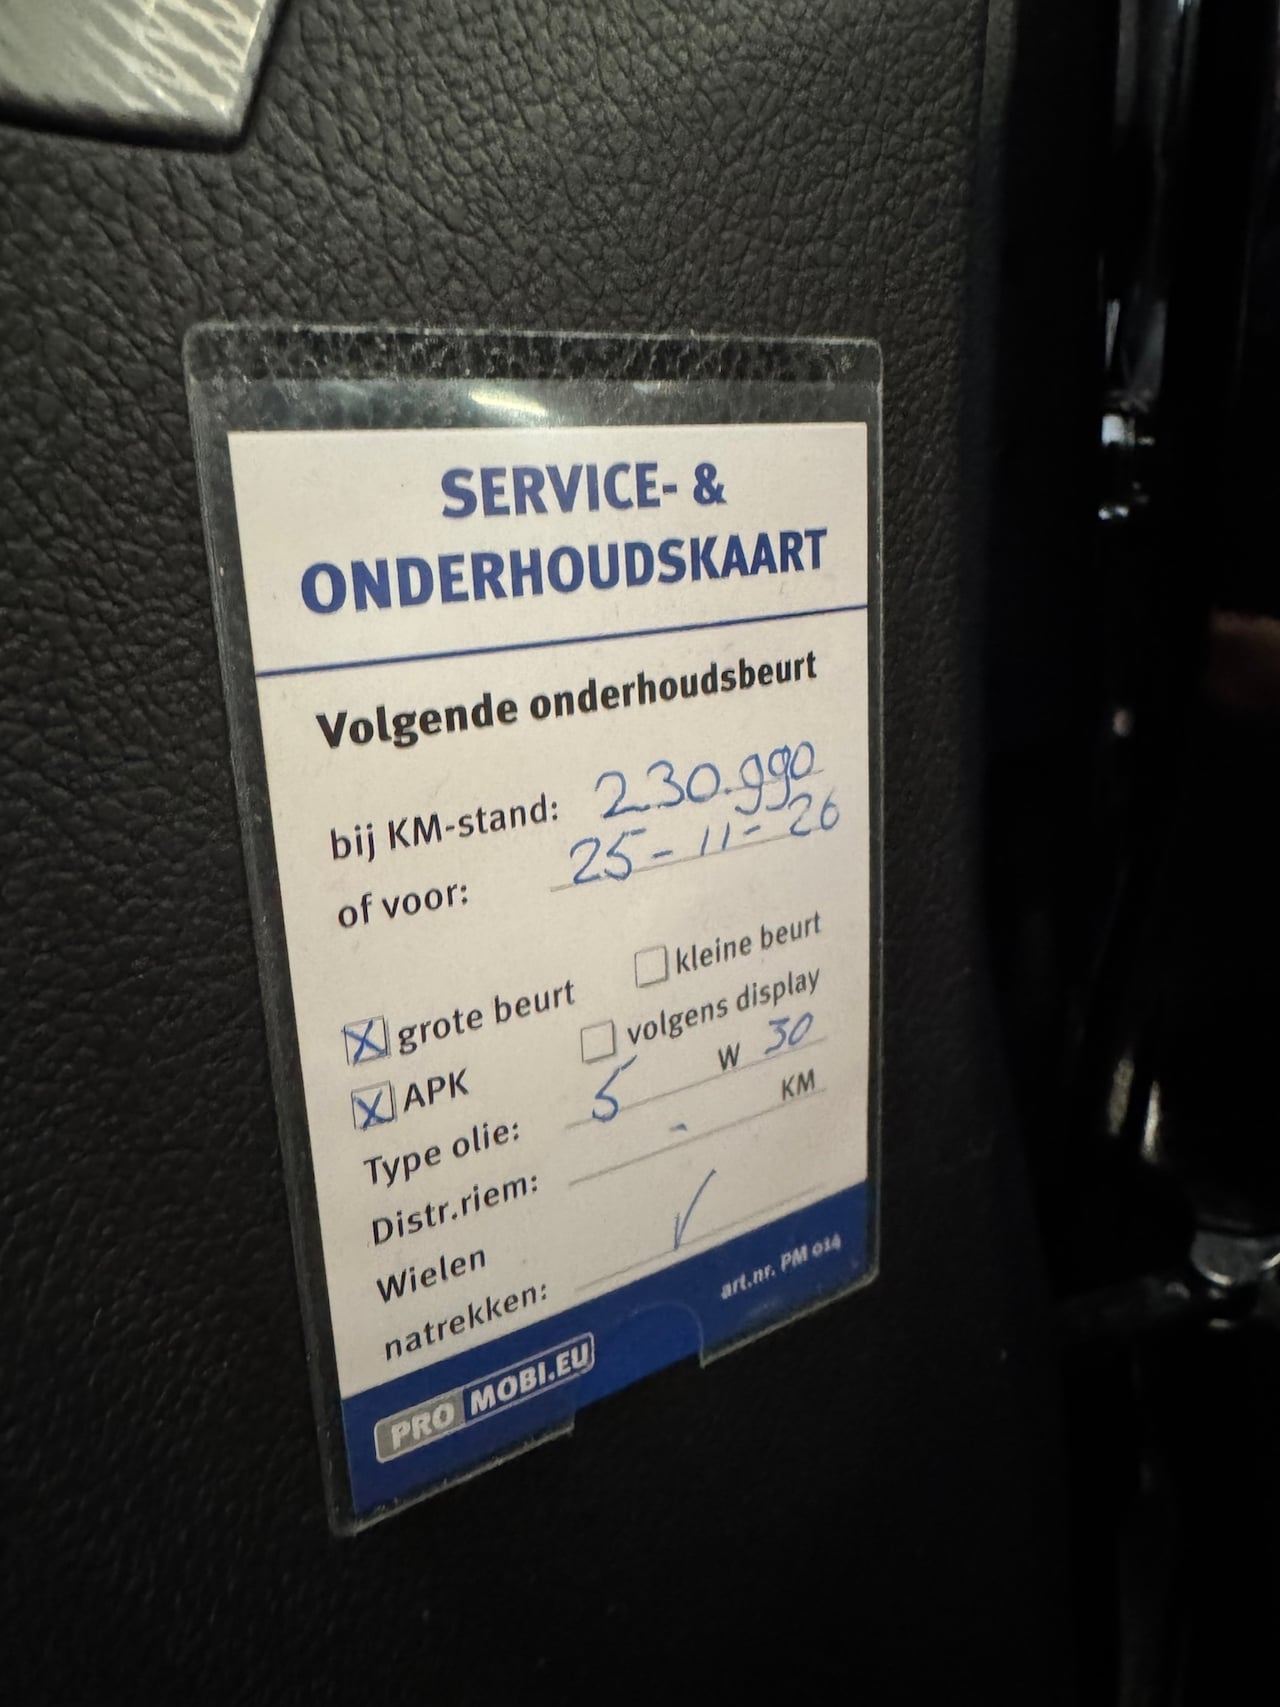 SERVICE- &
ONDERHOUDSKAART
Volgende onderhoudsbeurt
bij KM-stand: 230.990
of voor: 25-11-26
☒ grote beurt ☐ kleine beurt
☒ APK ☐ volgens display
Type olie: 5 W 30
Distr.riem: - KM
Wielen
natrekken: ✓
PRO MOBI.EU art.nr. PM 014